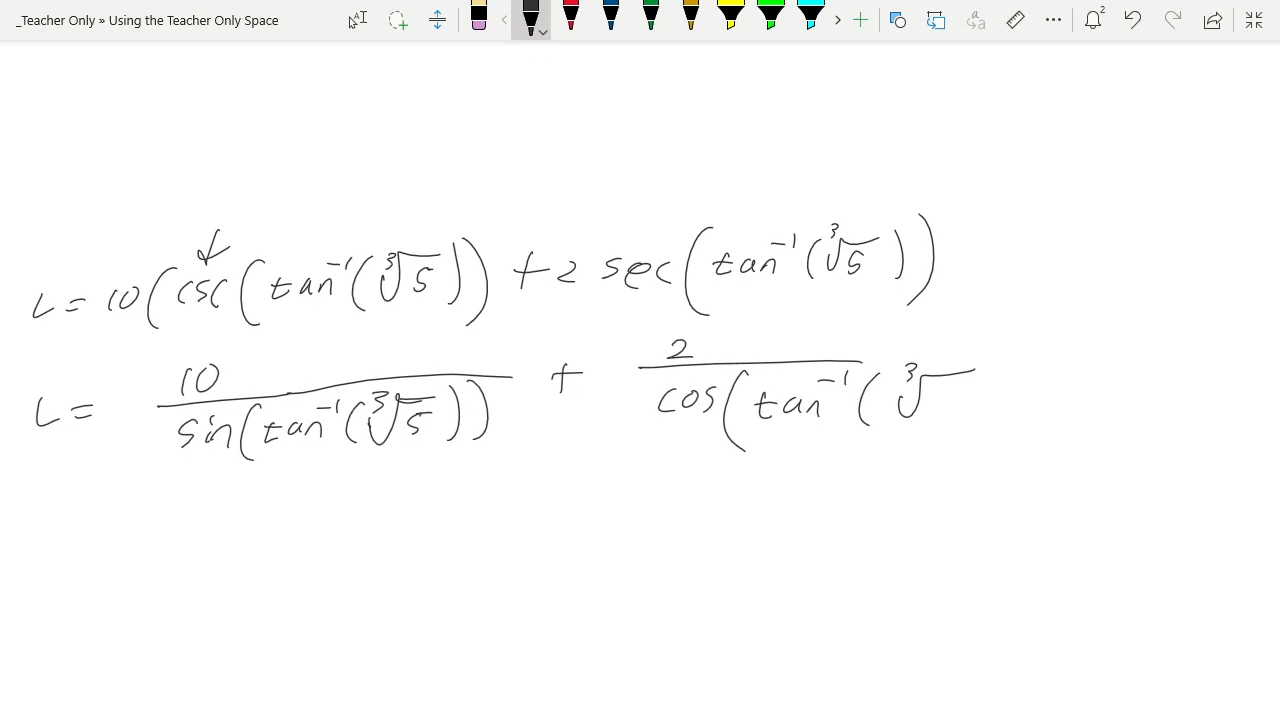 _Teacher Only » Using the Teacher Only Space
L = 10(csc(tan⁻¹(∛5)) + 2 sec(tan⁻¹(∛5))
L = 10/sin(tan⁻¹(∛5)) + 2/cos(tan⁻¹(∛